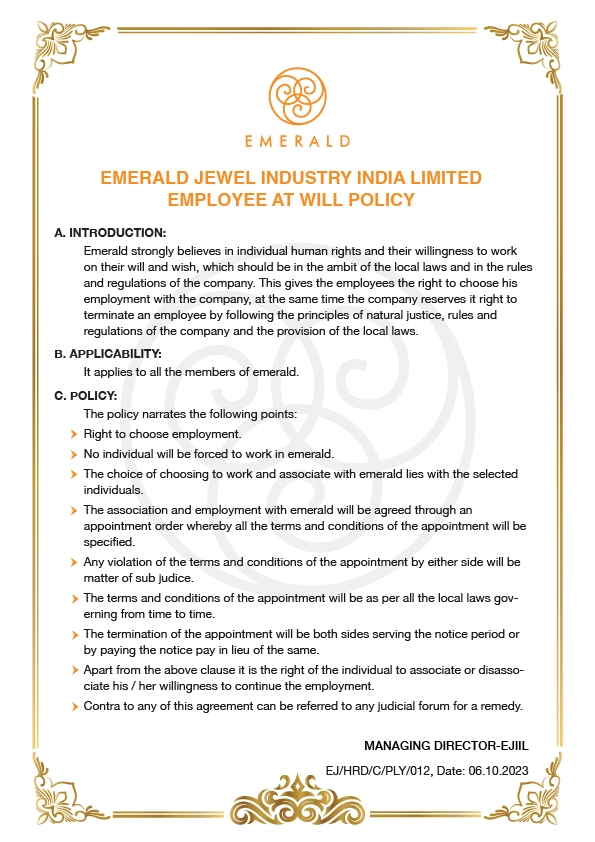 EMERALD
EMERALD JEWEL INDUSTRY INDIA LIMITED
EMPLOYEE AT WILL POLICY
A. INTRODUCTION:
Emerald strongly believes in individual human rights and their willingness to work
on their will and wish, which should be in the ambit of the local laws and in the rules
and regulations of the company. This gives the employees the right to choose his
employment with the company, at the same time the company reserves it right to
terminate an employee by following the principles of natural justice, rules and
regulations of the company and the provision of the local laws.
B. APPLICABILITY:
It applies to all the members of emerald.
C. POLICY:
The policy narrates the following points:
Right to choose employment.
No individual will be forced to work in emerald.
The choice of choosing to work and associate with emerald lies with the selected
individuals.
The association and employment with emerald will be agreed through an
appointment order whereby all the terms and conditions of the appointment will be
specified.
Any violation of the terms and conditions of the appointment by either side will be
matter of sub judice.
The terms and conditions of the appointment will be as per all the local laws gov-
erning from time to time.
The termination of the appointment will be both sides serving the notice period or
by paying the notice pay in lieu of the same.
Apart from the above clause it is the right of the individual to associate or disasso-
ciate his / her willingness to continue the employment.
Contra to any of this agreement can be referred to any judicial forum for a remedy.
MANAGING DIRECTOR-EJIIL
EJ/HRD/C/PLY/012, Date: 06.10.2023